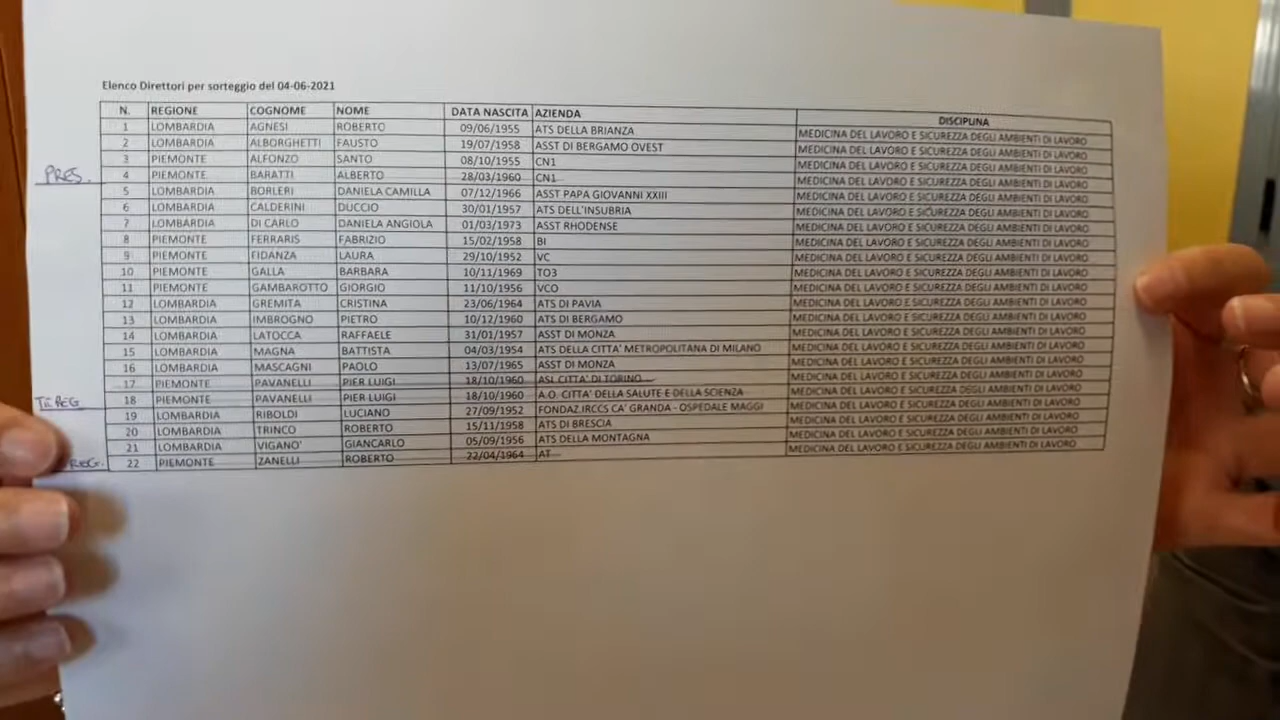 Elenco Direttori per sorteggio del 04-06-2021
N. REGIONE COGNOME NOME DATA NASCITA AZIENDA DISCIPLINA
1 LOMBARDIA AGNESI ROBERTO 09/06/1955 ATS DELLA BRIANZA MEDICINA DEL LAVORO E SICUREZZA DEGLI AMBIENTI DI LAVORO
2 LOMBARDIA ALBORGHETTI FAUSTO 19/07/1958 ASST DI BERGAMO OVEST MEDICINA DEL LAVORO E SICUREZZA DEGLI AMBIENTI DI LAVORO
3 PIEMONTE ALFONZO SANTO 08/10/1955 CN1 MEDICINA DEL LAVORO E SICUREZZA DEGLI AMBIENTI DI LAVORO
PRES. 4 PIEMONTE BARATTI ALBERTO 28/03/1960 CN1 MEDICINA DEL LAVORO E SICUREZZA DEGLI AMBIENTI DI LAVORO
5 LOMBARDIA BORLERI DANIELA CAMILLA 07/12/1966 ASST PAPA GIOVANNI XXIII MEDICINA DEL LAVORO E SICUREZZA DEGLI AMBIENTI DI LAVORO
6 LOMBARDIA CALDERINI DUCCIO 30/01/1957 ATS DELL'INSUBRIA MEDICINA DEL LAVORO E SICUREZZA DEGLI AMBIENTI DI LAVORO
7 LOMBARDIA DI CARLO DANIELA ANGIOLA 01/03/1973 ASST RHODENSE MEDICINA DEL LAVORO E SICUREZZA DEGLI AMBIENTI DI LAVORO
8 PIEMONTE FERRARIS FABRIZIO 15/02/1958 BI MEDICINA DEL LAVORO E SICUREZZA DEGLI AMBIENTI DI LAVORO
9 PIEMONTE FIDANZA LAURA 29/10/1952 VC MEDICINA DEL LAVORO E SICUREZZA DEGLI AMBIENTI DI LAVORO
10 PIEMONTE GALLA BARBARA 10/11/1969 TO3 MEDICINA DEL LAVORO E SICUREZZA DEGLI AMBIENTI DI LAVORO
11 PIEMONTE GAMBAROTTO GIORGIO 11/10/1956 VCO MEDICINA DEL LAVORO E SICUREZZA DEGLI AMBIENTI DI LAVORO
12 LOMBARDIA GREMITA CRISTINA 23/06/1964 ATS DI PAVIA MEDICINA DEL LAVORO E SICUREZZA DEGLI AMBIENTI DI LAVORO
13 LOMBARDIA IMBROGNO PIETRO 10/12/1960 ATS DI BERGAMO MEDICINA DEL LAVORO E SICUREZZA DEGLI AMBIENTI DI LAVORO
14 LOMBARDIA LATOCCA RAFFAELE 31/01/1957 ASST DI MONZA MEDICINA DEL LAVORO E SICUREZZA DEGLI AMBIENTI DI LAVORO
15 LOMBARDIA MAGNA BATTISTA 04/03/1954 ATS DELLA CITTA' METROPOLITANA DI MILANO MEDICINA DEL LAVORO E SICUREZZA DEGLI AMBIENTI DI LAVORO
16 LOMBARDIA MASCAGNI PAOLO 13/07/1965 ASST DI MONZA MEDICINA DEL LAVORO E SICUREZZA DEGLI AMBIENTI DI LAVORO
17 PIEMONTE PAVANELLI PIER LUIGI 18/10/1960 ASL CITTA' DI TORINO MEDICINA DEL LAVORO E SICUREZZA DEGLI AMBIENTI DI LAVORO
18 PIEMONTE PAVANELLI PIER LUIGI 18/10/1960 A.O. CITTA' DELLA SALUTE E DELLA SCIENZA MEDICINA DEL LAVORO E SICUREZZA DEGLI AMBIENTI DI LAVORO
19 LOMBARDIA RIBOLDI LUCIANO 27/09/1952 FONDAZ.IRCCS CA' GRANDA - OSPEDALE MAGGI MEDICINA DEL LAVORO E SICUREZZA DEGLI AMBIENTI DI LAVORO
20 LOMBARDIA TRINCO ROBERTO 15/11/1958 ATS DI BRESCIA MEDICINA DEL LAVORO E SICUREZZA DEGLI AMBIENTI DI LAVORO
21 LOMBARDIA VIGANO' GIANCARLO 05/09/1956 ATS DELLA MONTAGNA MEDICINA DEL LAVORO E SICUREZZA DEGLI AMBIENTI DI LAVORO
REG. 22 PIEMONTE ZANELLI ROBERTO 22/04/1964 AT MEDICINA DEL LAVORO E SICUREZZA DEGLI AMBIENTI DI LAVORO